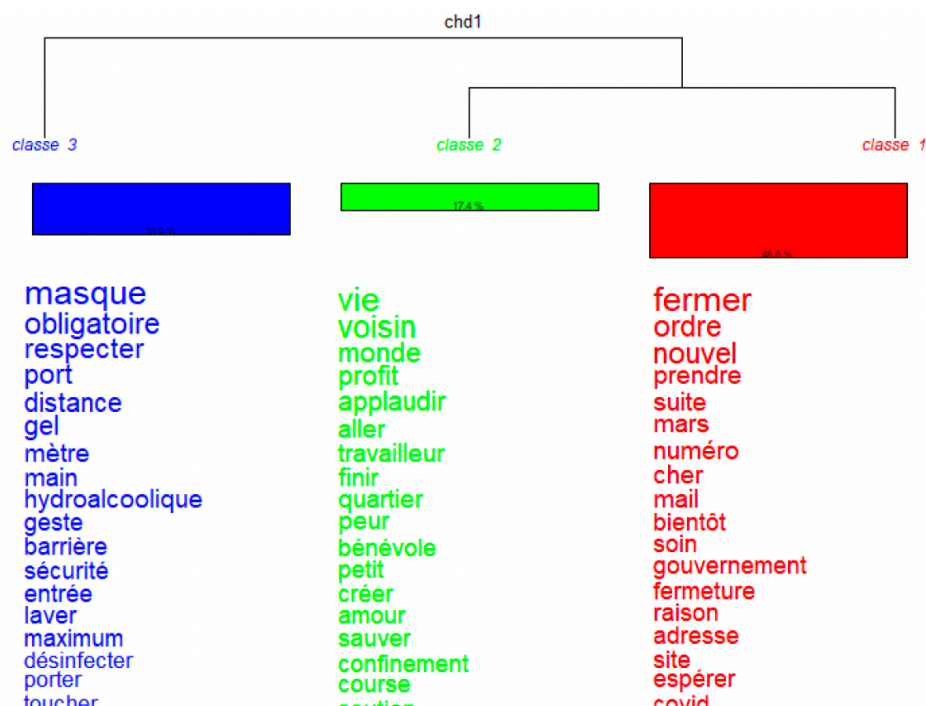 chd1
classe 3
classe 2
classe 1
17.4 %
masque
obligatoire
respecter
port
distance
gel
mètre
main
hydroalcoolique
geste
barrière
sécurité
entrée
laver
maximum
désinfecter
porter
toucher
vie
voisin
monde
profit
applaudir
aller
travailleur
finir
quartier
peur
bénévole
petit
créer
amour
sauver
confinement
course
fermer
ordre
nouvel
prendre
suite
mars
numéro
cher
mail
bientôt
soin
gouvernement
fermeture
raison
adresse
site
espérer
covid